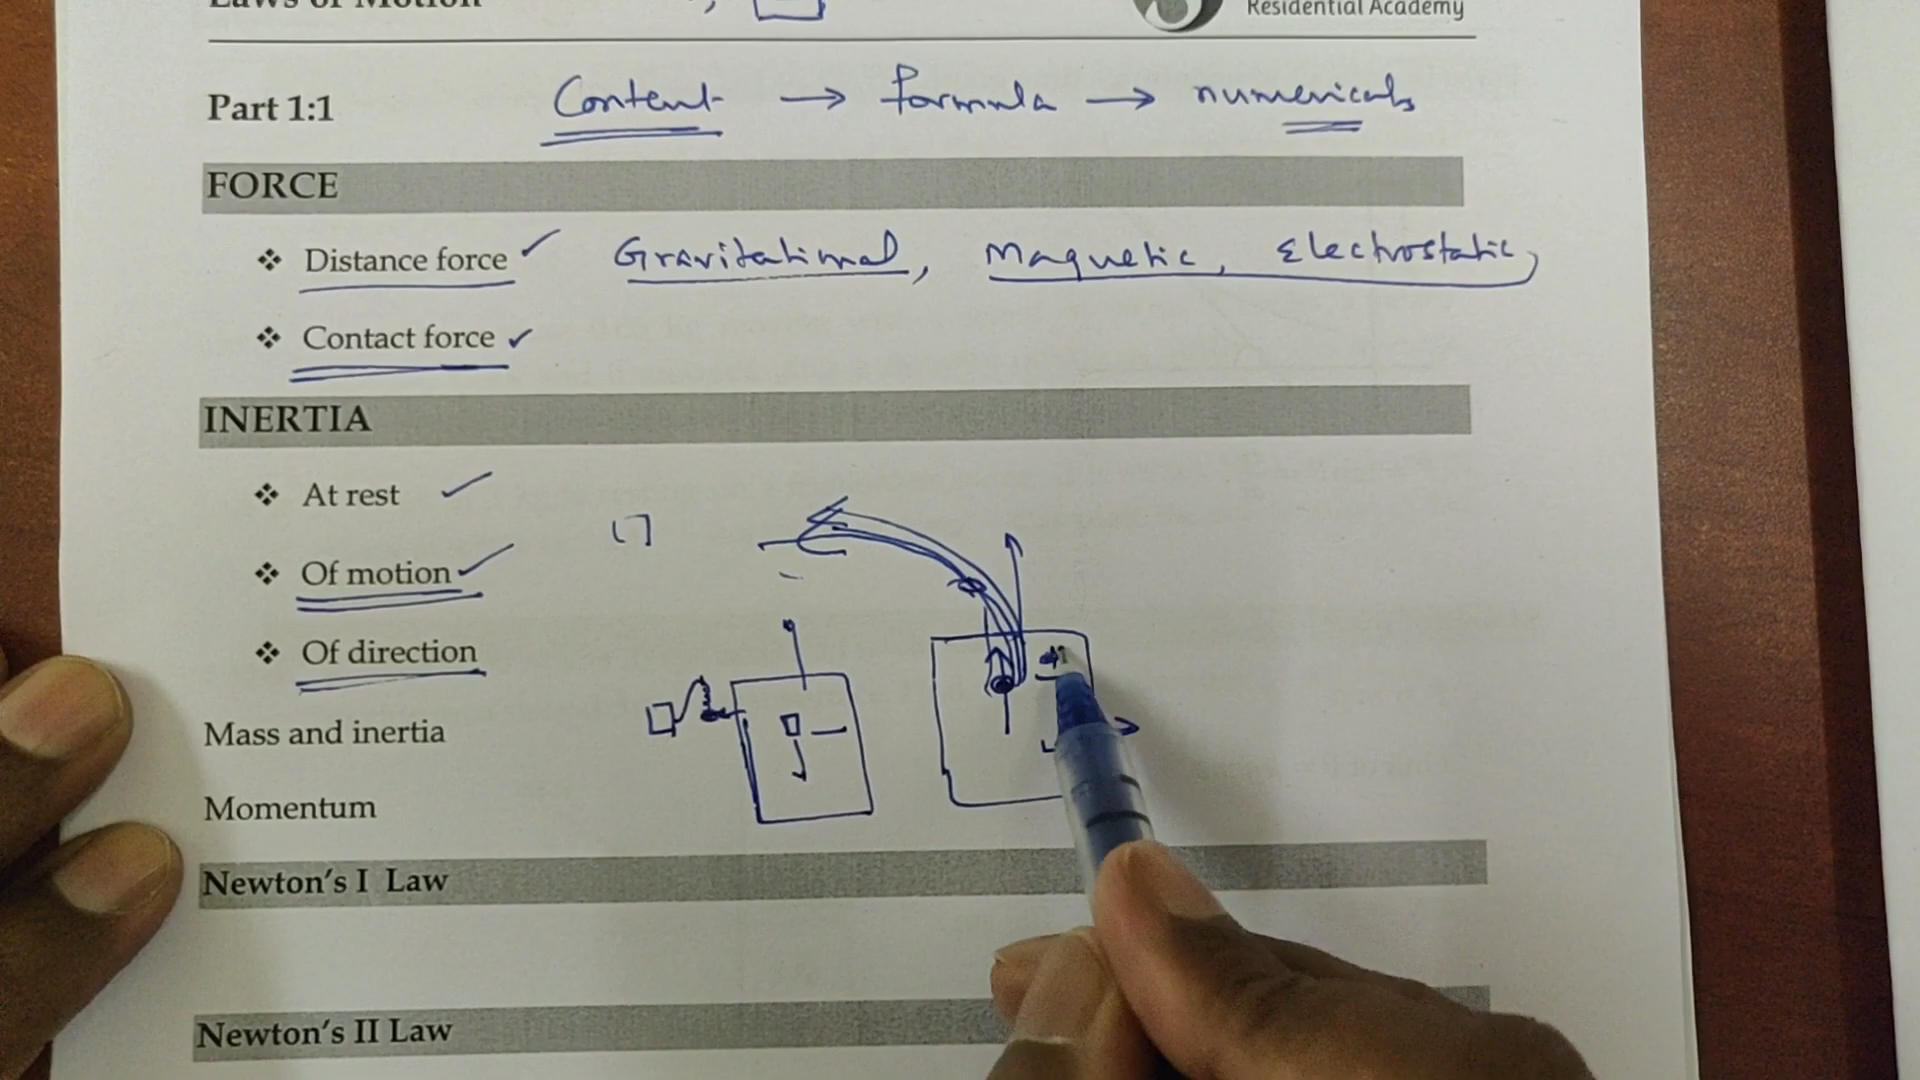 Laws of Motion
Residential Academy
Part 1:1 Content → formula → numericals
FORCE
❖ Distance force ✓ Gravitational, Magnetic, Electrostatic,
❖ Contact force ✓
INERTIA
❖ At rest ✓
❖ Of motion ✓
❖ Of direction
Mass and inertia
Momentum
Newton's I Law
Newton's II Law